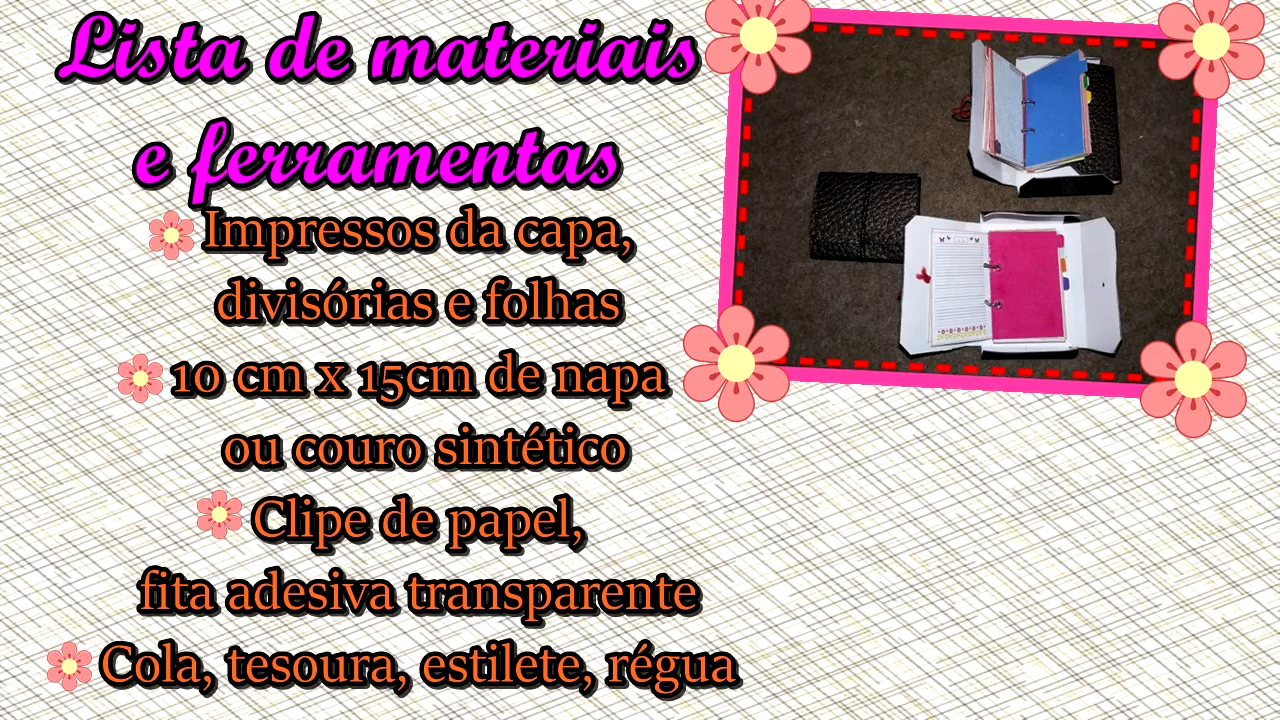 Lista de materiais
e ferramentas
Impressos da capa,
divisórias e folhas
10 cm x 15cm de napa
ou couro sintético
Clipe de papel,
fita adesiva transparente
Cola, tesoura, estilete, régua